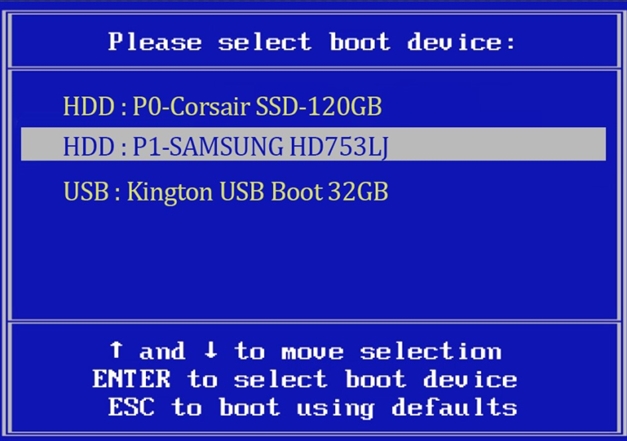 Please select boot device:
HDD : P0-Corsair SSD-120GB
HDD : P1-SAMSUNG HD753LJ
USB : Kington USB Boot 32GB
↑ and ↓ to move selection
ENTER to select boot device
ESC to boot using defaults